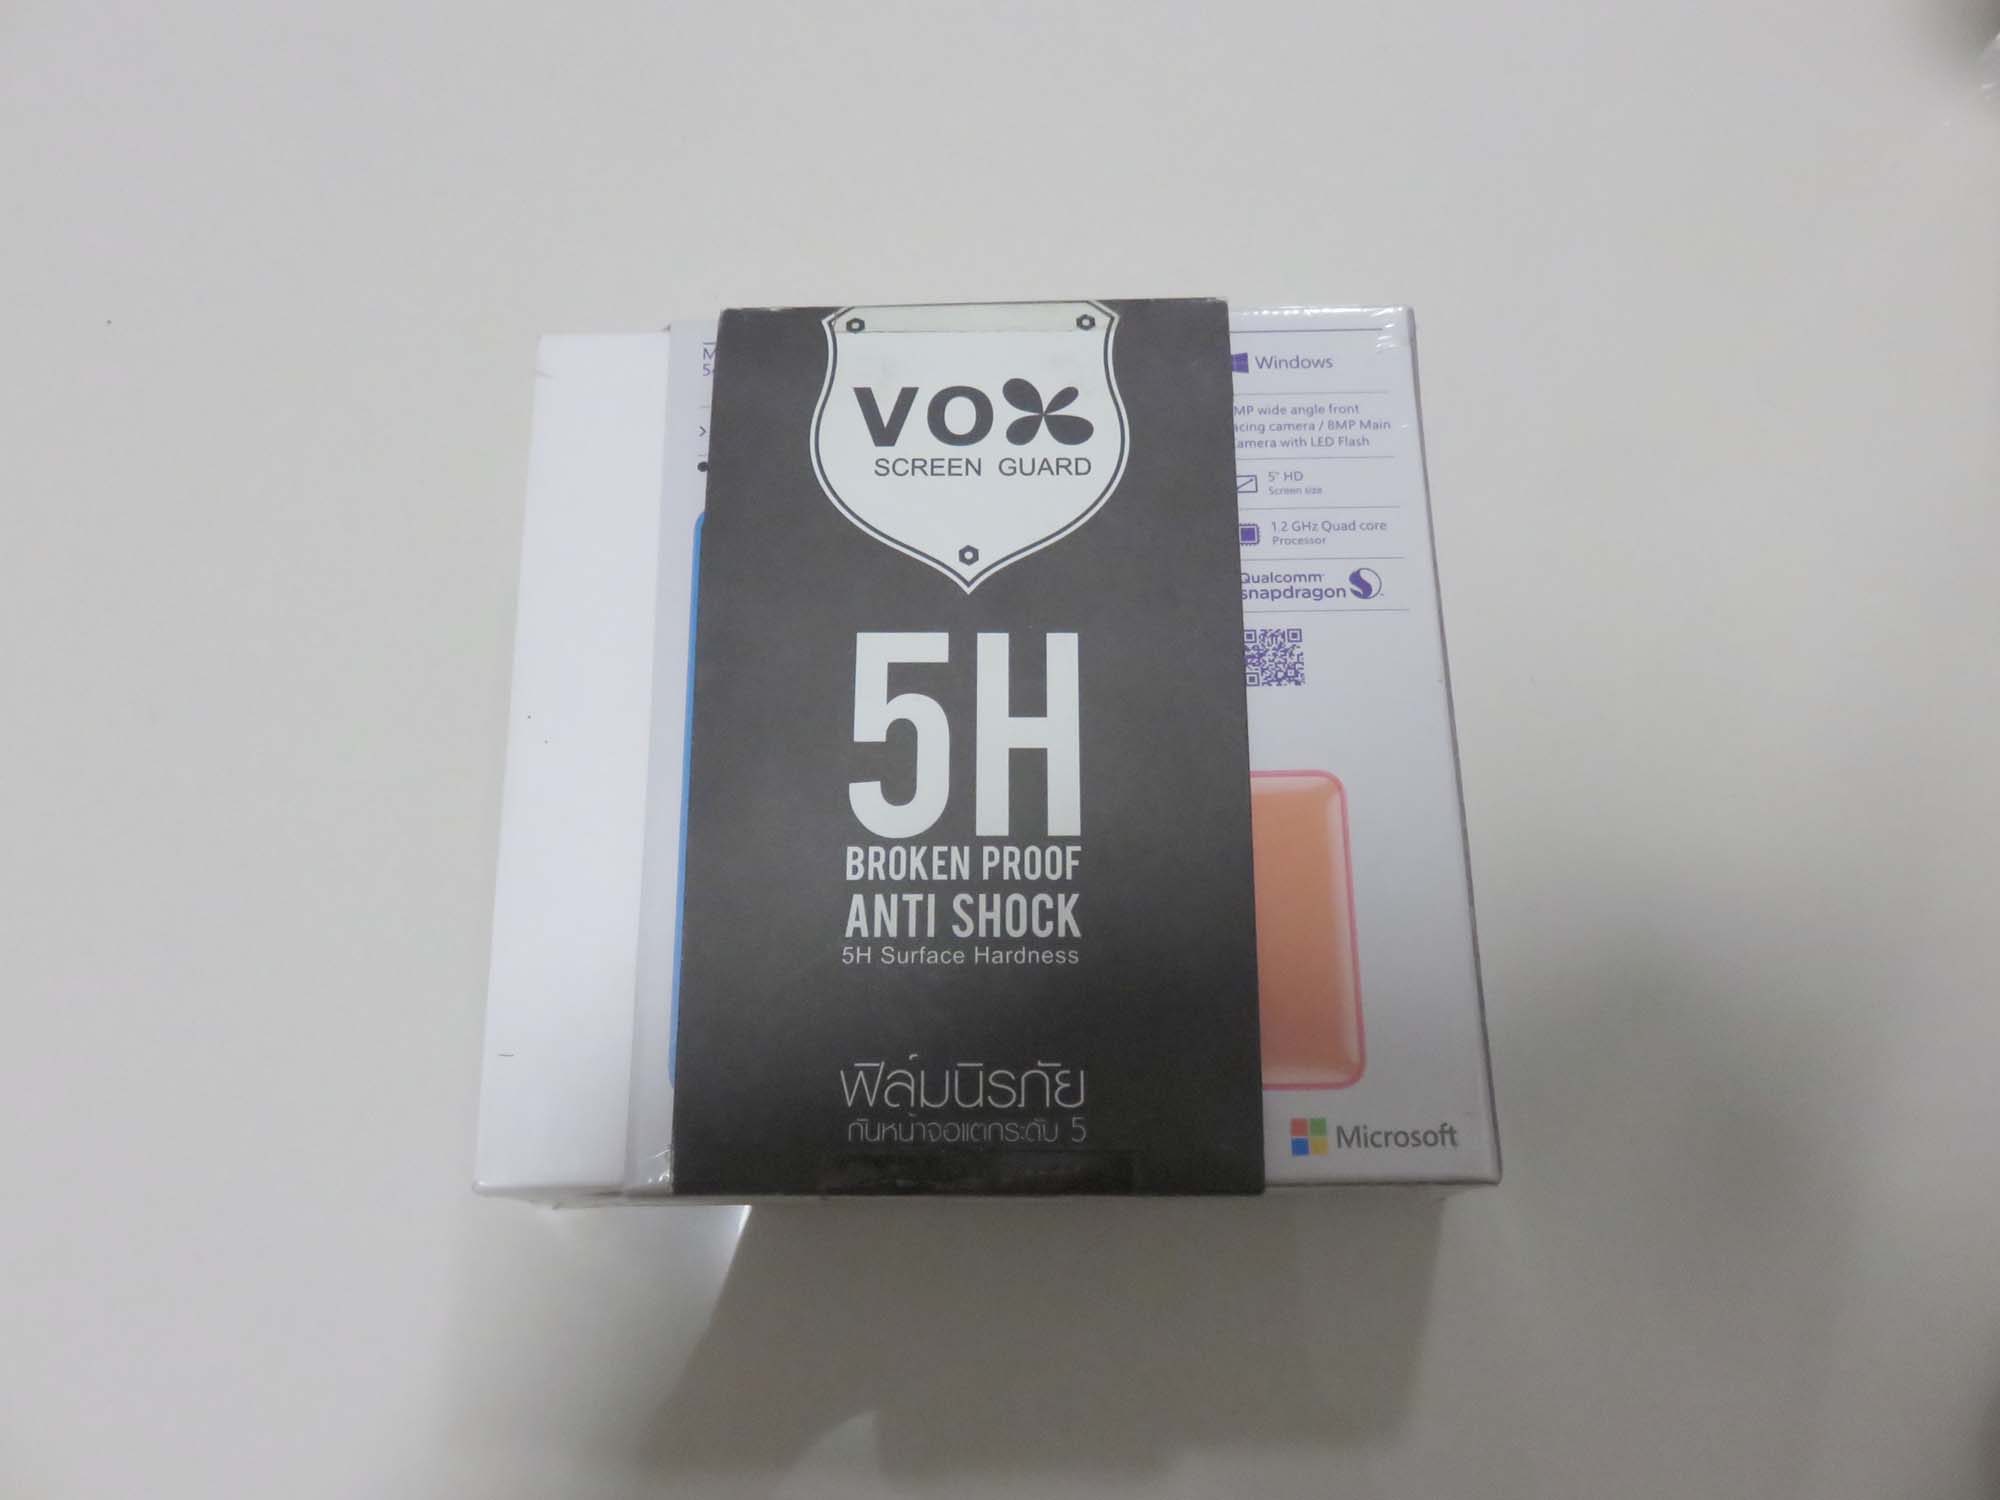 VOX
SCREEN GUARD
5H
BROKEN PROOF
ANTI SHOCK
5H Surface Hardness
ฟิล์มนิรภัย
กันหน้าจอแตกระดับ 5
Windows
MP wide angle front
acing camera / 8MP Main
amera with LED Flash
5" HD
Screen size
1.2 GHz Quad core
Processor
Qualcomm
snapdragon
Microsoft